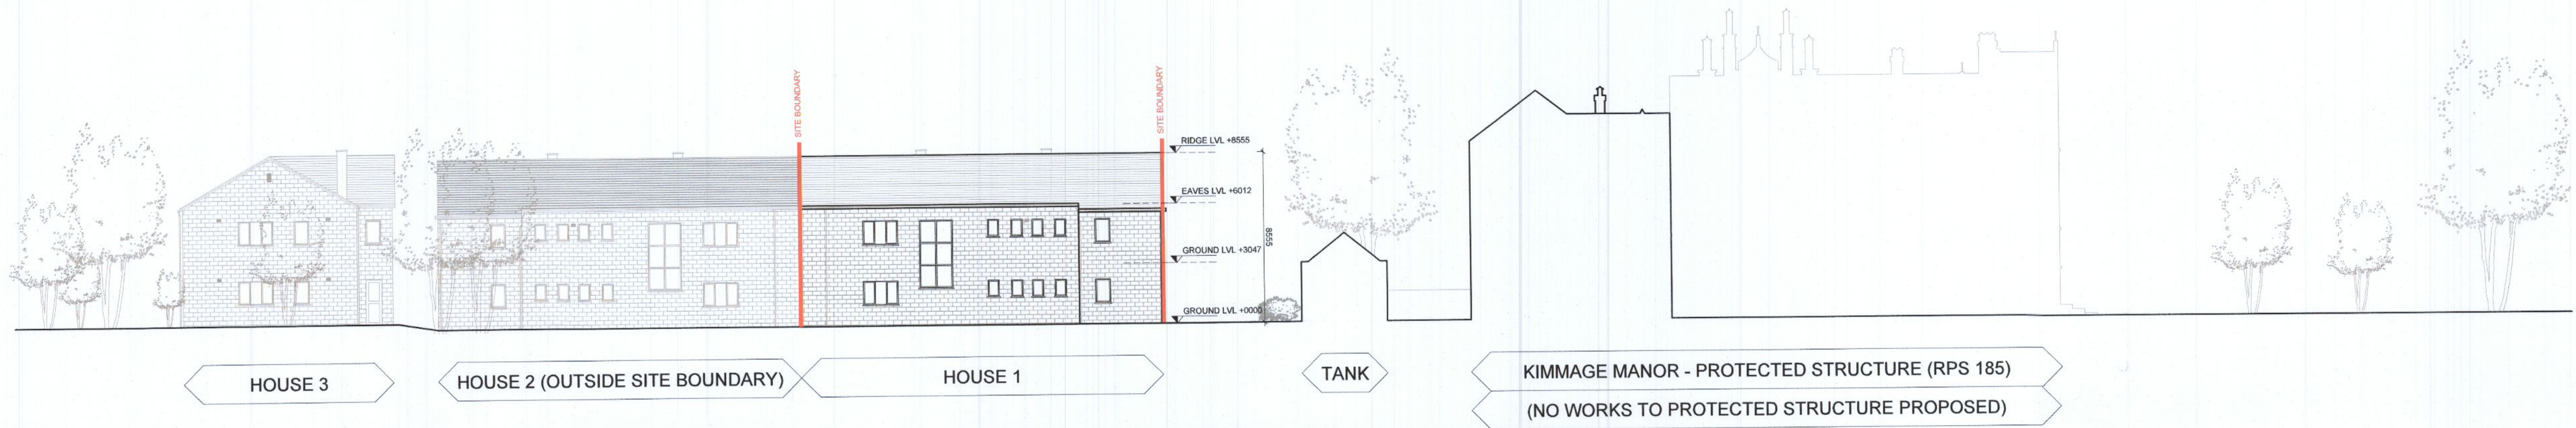 SITE BOUNDARY
SITE BOUNDARY
RIDGE LVL +8555
EAVES LVL +6012
8555
GROUND LVL +3047
GROUND LVL +0000
HOUSE 3
HOUSE 2 (OUTSIDE SITE BOUNDARY)
HOUSE 1
TANK
KIMMAGE MANOR - PROTECTED STRUCTURE (RPS 185)
(NO WORKS TO PROTECTED STRUCTURE PROPOSED)